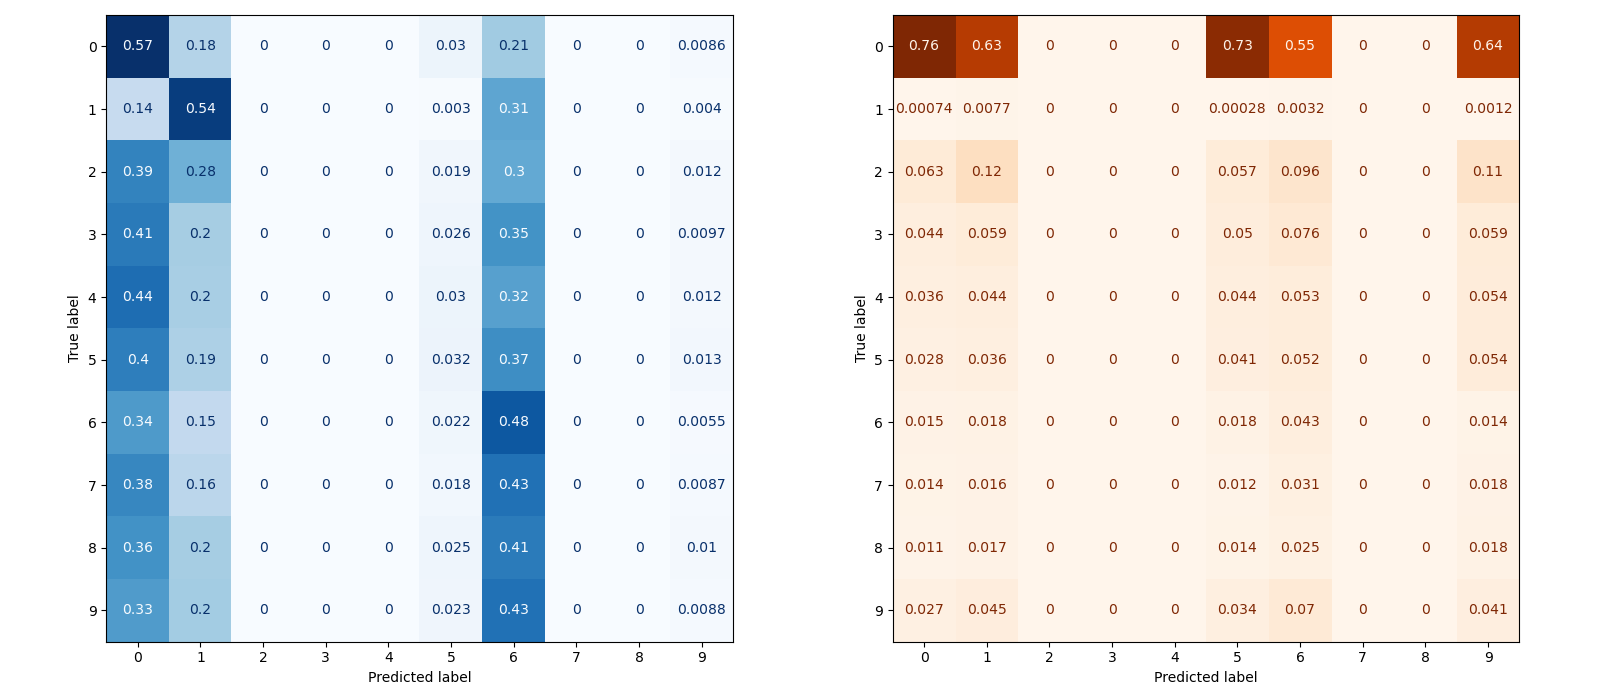 0 0.57 0.18 0 0 0 0.03 0.21 0 0 0.0086
1 0.14 0.54 0 0 0 0.003 0.31 0 0 0.004
2 0.39 0.28 0 0 0 0.019 0.3 0 0 0.012
3 0.41 0.2 0 0 0 0.026 0.35 0 0 0.0097
4 0.44 0.2 0 0 0 0.03 0.32 0 0 0.012
5 0.4 0.19 0 0 0 0.032 0.37 0 0 0.013
6 0.34 0.15 0 0 0 0.022 0.48 0 0 0.0055
7 0.38 0.16 0 0 0 0.018 0.43 0 0 0.0087
8 0.36 0.2 0 0 0 0.025 0.41 0 0 0.01
9 0.33 0.2 0 0 0 0.023 0.43 0 0 0.0088
0 1 2 3 4 5 6 7 8 9
Predicted label
True label
0 0.76 0.63 0 0 0 0.73 0.55 0 0 0.64
1 0.00074 0.0077 0 0 0 0.00028 0.0032 0 0 0.0012
2 0.063 0.12 0 0 0 0.057 0.096 0 0 0.11
3 0.044 0.059 0 0 0 0.05 0.076 0 0 0.059
4 0.036 0.044 0 0 0 0.044 0.053 0 0 0.054
5 0.028 0.036 0 0 0 0.041 0.052 0 0 0.054
6 0.015 0.018 0 0 0 0.018 0.043 0 0 0.014
7 0.014 0.016 0 0 0 0.012 0.031 0 0 0.018
8 0.011 0.017 0 0 0 0.014 0.025 0 0 0.018
9 0.027 0.045 0 0 0 0.034 0.07 0 0 0.041
0 1 2 3 4 5 6 7 8 9
Predicted label
True label